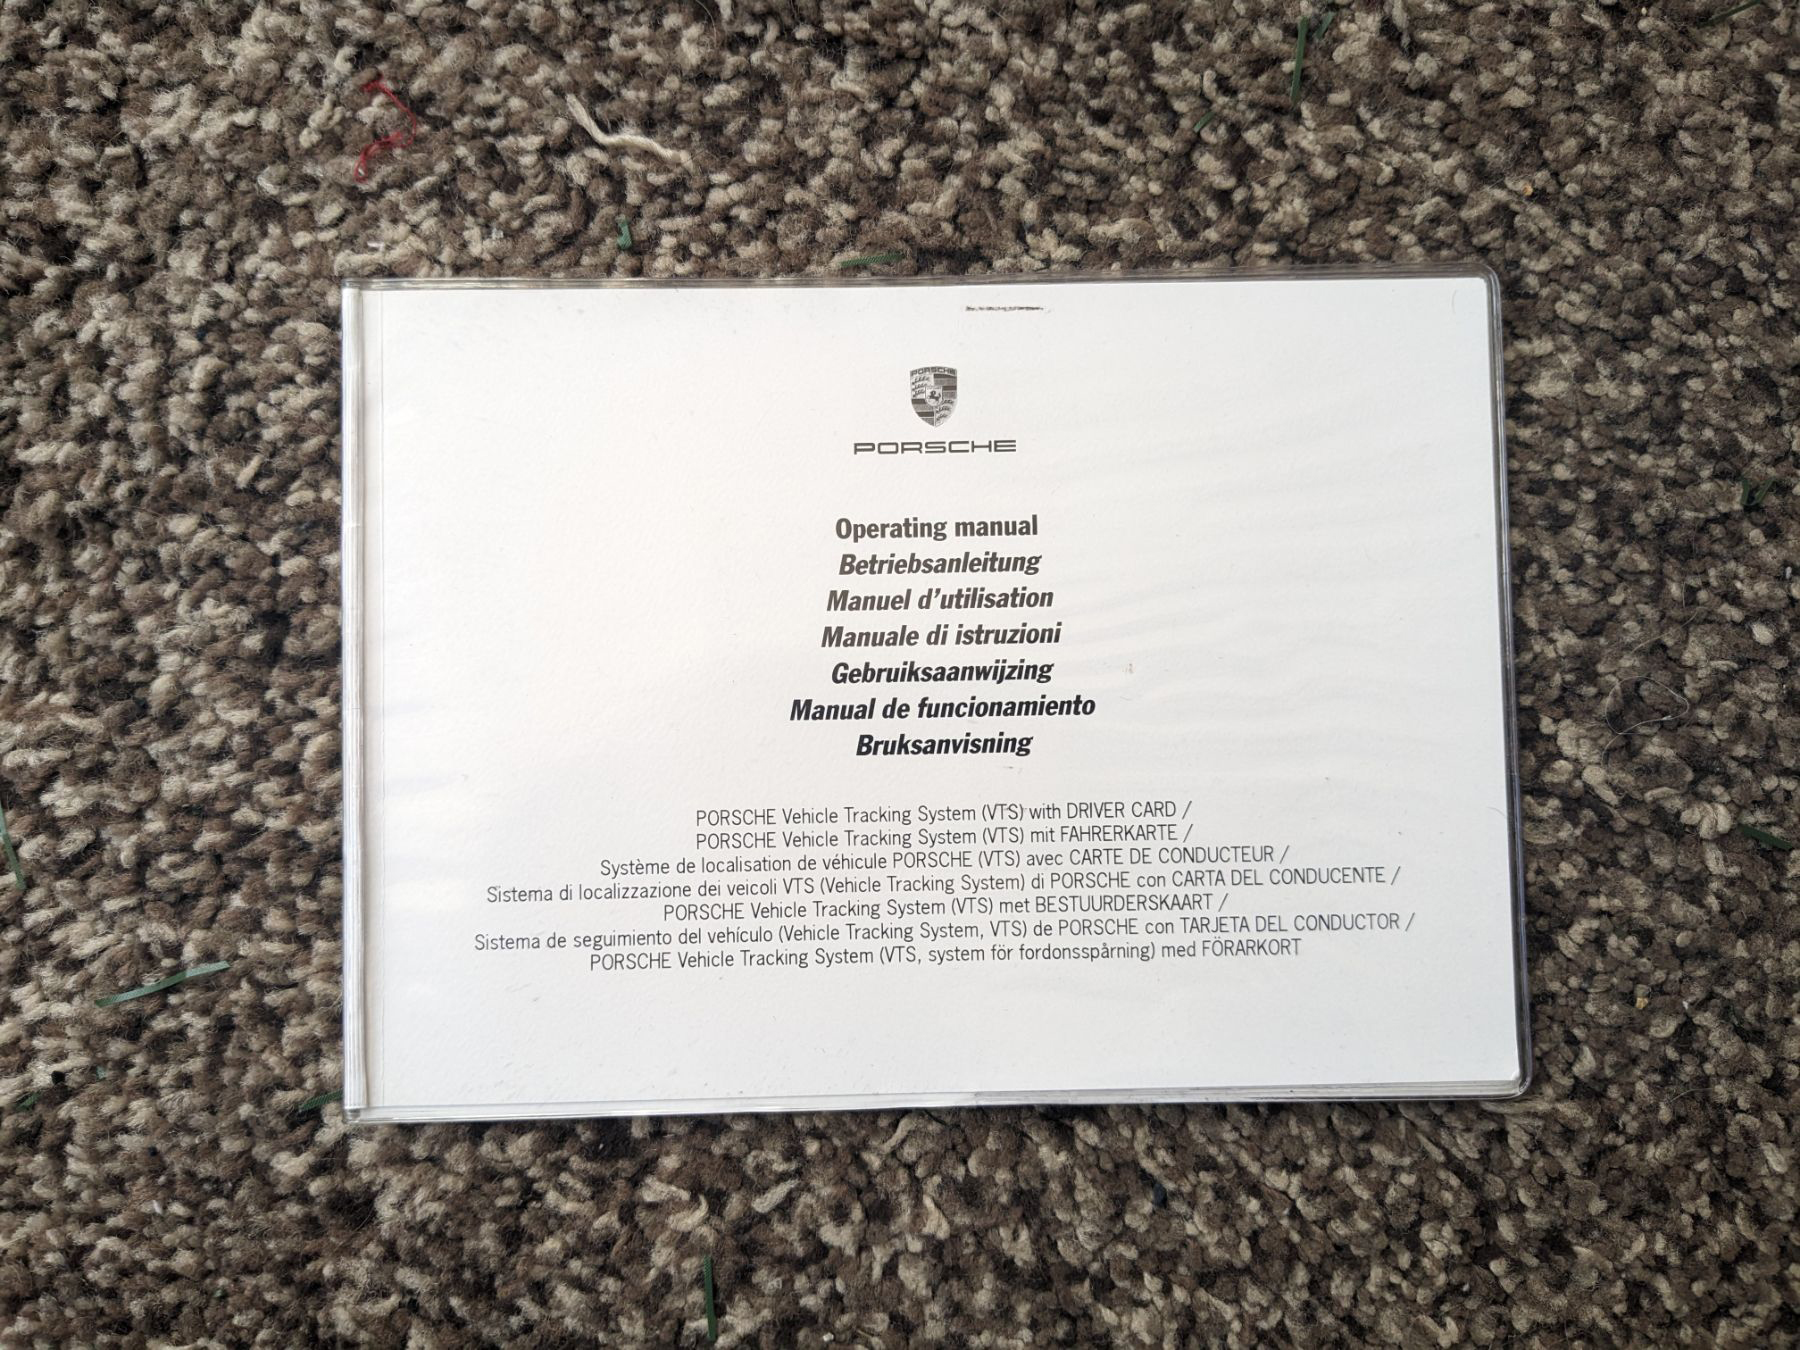 PORSCHE
PORSCHE
Operating manual
Betriebsanleitung
Manuel d’utilisation
Manuale di istruzioni
Gebruiksaanwijzing
Manual de funcionamiento
Bruksanvisning
PORSCHE Vehicle Tracking System (VTS) with DRIVER CARD /
PORSCHE Vehicle Tracking System (VTS) mit FAHRERKARTE /
Système de localisation de véhicule PORSCHE (VTS) avec CARTE DE CONDUCTEUR /
Sistema di localizzazione dei veicoli VTS (Vehicle Tracking System) di PORSCHE con CARTA DEL CONDUCENTE /
PORSCHE Vehicle Tracking System (VTS) met BESTUURDERSKAART /
Sistema de seguimiento del vehículo (Vehicle Tracking System, VTS) de PORSCHE con TARJETA DEL CONDUCTOR /
PORSCHE Vehicle Tracking System (VTS, system för fordonsspårning) med FÖRARKORT